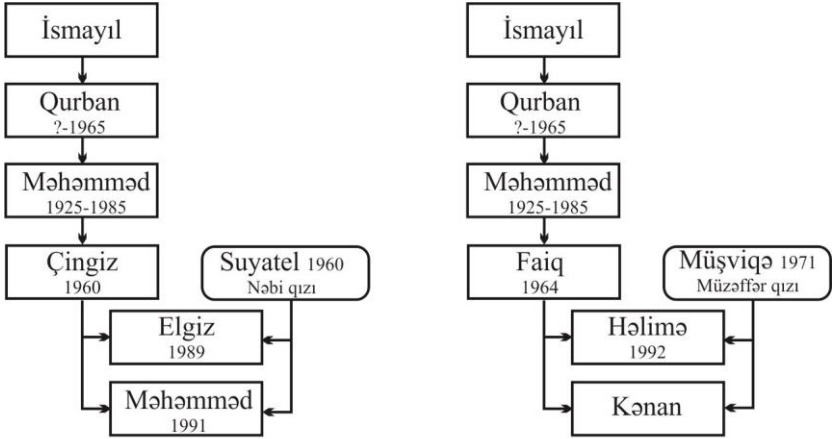 İsmayıl
Qurban
?-1965
Məhəmməd
1925-1985
Çingiz
1960
Suyatel 1960
Nəbi qızı
Elgiz
1989
Məhəmməd
1991
İsmayıl
Qurban
?-1965
Məhəmməd
1925-1985
Faiq
1964
Müşviqə 1971
Müzəffər qızı
Həlimə
1992
Kənan